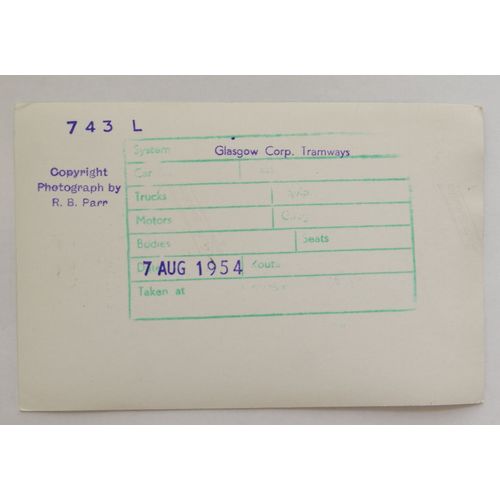 743 L
System Glasgow Corp. Tramways
Car
Copyright
Photograph by
R. B. Parr
Trucks
Motors
Bodies Seats
7 AUG 1954 Route
Taken at